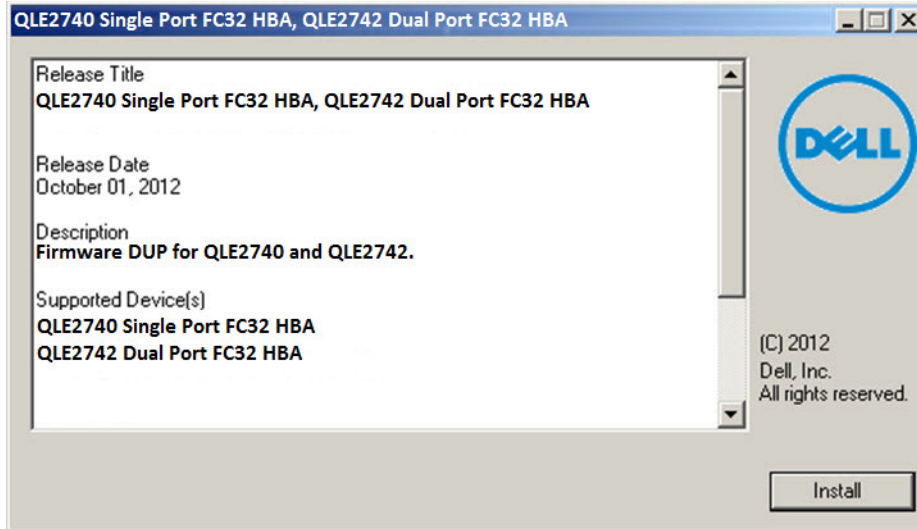 QLE2740 Single Port FC32 HBA, QLE2742 Dual Port FC32 HBA
Release Title
QLE2740 Single Port FC32 HBA, QLE2742 Dual Port FC32 HBA
Release Date
October 01, 2012
Description
Firmware DUP for QLE2740 and QLE2742.
Supported Device(s)
QLE2740 Single Port FC32 HBA
QLE2742 Dual Port FC32 HBA
DELL
(C) 2012
Dell, Inc.
All rights reserved.
Install